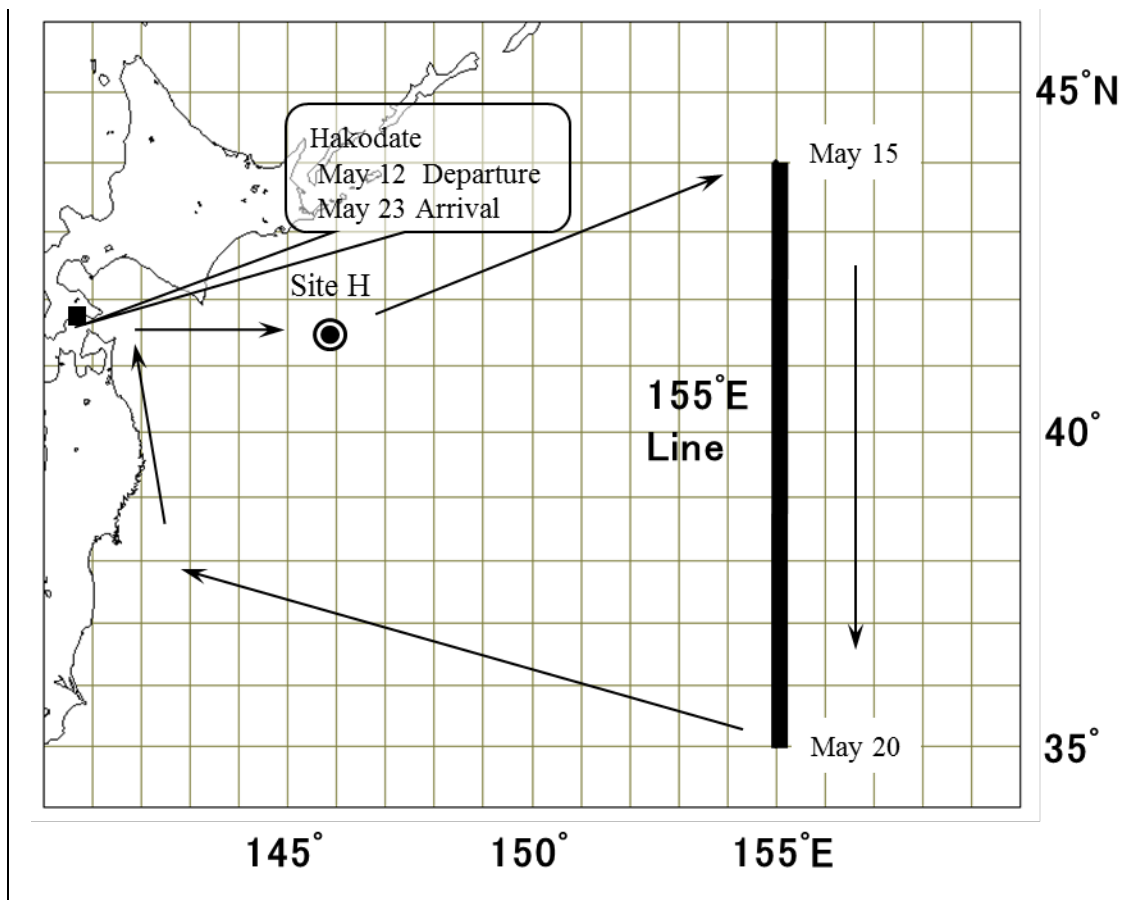 45°N
Hakodate
May 12 Departure
May 23 Arrival
May 15
Site H
155°E
Line
40°
May 20
35°
145°
150°
155°E